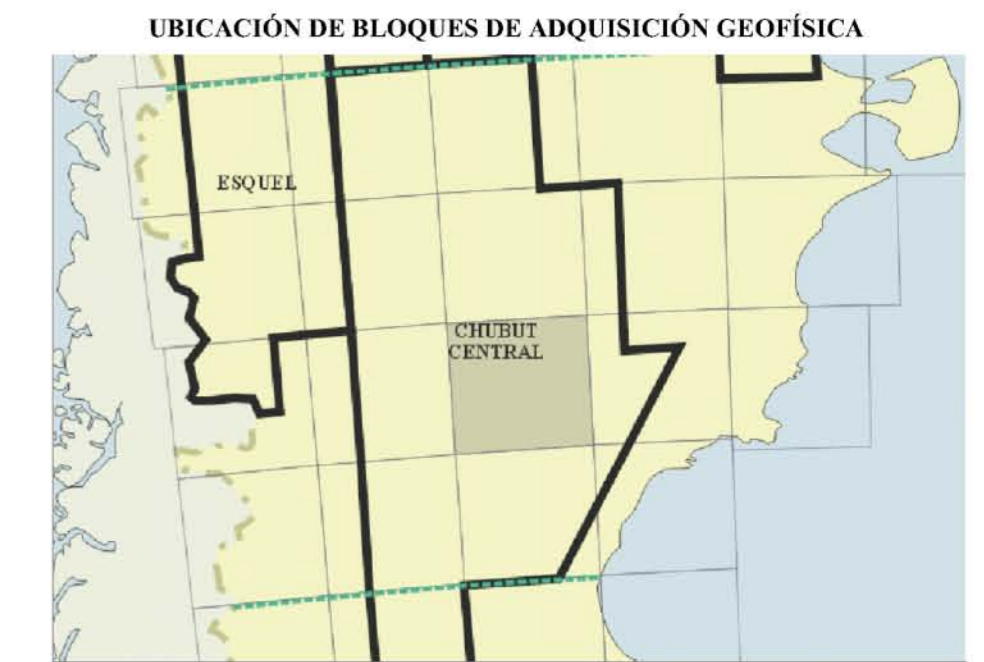 UBICACIÓN DE BLOQUES DE ADQUISICIÓN GEOFÍSICA
ESQUEL
CHUBUT
CENTRAL